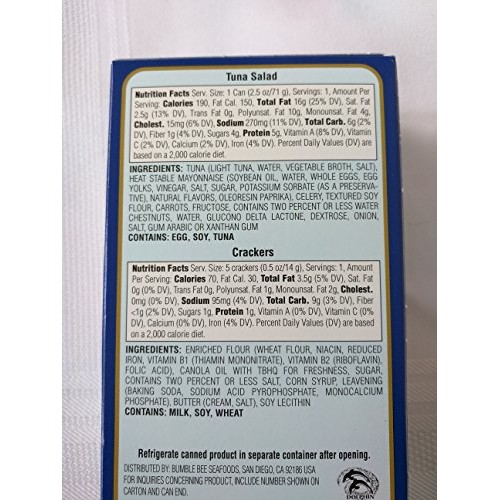 Tuna Salad
Nutrition Facts Serv. Size: 1 Can (2.5 oz/71 g), Servings: 1, Amount Per
Serving: Calories 190, Fat Cal. 150, Total Fat 16g (25% DV), Sat. Fat
2.5g (13% DV), Trans Fat 0g, Polyunsat. 10g, Monounsat. Fat 4g,
Cholest. 15mg (6% DV), Sodium 270mg (11% DV), Total Carb. 6g (2%
DV), Fiber 1g (4% DV), Sugars 4g, Protein 5g, Vitamin A (8% DV), Vitamin
C (2% DV), Calcium (2% DV), Iron (4% DV). Percent Daily Values (DV) are
based on a 2,000 calorie diet.
INGREDIENTS: TUNA (LIGHT TUNA, WATER, VEGETABLE BROTH, SALT),
HEAT STABLE MAYONNAISE (SOYBEAN OIL, WATER, WHOLE EGGS, EGG
YOLKS, VINEGAR, SALT, SUGAR, POTASSIUM SORBATE (AS A PRESERVA-
TIVE), NATURAL FLAVORS, OLEORESIN PAPRIKA), CELERY, TEXTURED SOY
FLOUR, CARROTS, FRUCTOSE, CONTAINS TWO PERCENT OR LESS WATER
CHESTNUTS, WATER, GLUCONO DELTA LACTONE, DEXTROSE, ONION,
SALT, GUM ARABIC OR XANTHAN GUM
CONTAINS: EGG, SOY, TUNA
Crackers
Nutrition Facts Serv. Size: 5 crackers (0.5 oz/14 g), Servings: 1, Amount
Per Serving: Calories 70, Fat Cal. 30, Total Fat 3.5g (5% DV), Sat
Fat 0g (0% DV), Trans Fat 0g, Polyunsat. Fat 1g, Monounsat. Fat 2g, Cholest.
0mg (0% DV), Sodium 95mg (4% DV), Total Carb. 9g (3% DV), Fiber
<1g (2% DV), Sugars 1g, Protein 1g, Vitamin A (0% DV), Vitamin C (0%
DV), Calcium (0% DV), Iron (4% DV). Percent Daily Values (DV) are based
on a 2,000 calorie diet.
INGREDIENTS: ENRICHED FLOUR (WHEAT FLOUR, NIACIN, REDUCED
IRON, VITAMIN B1 (THIAMIN MONONITRATE), VITAMIN B2 (RIBOFLAVIN),
FOLIC ACID), CANOLA OIL WITH TBHQ FOR FRESHNESS, SUGAR,
CONTAINS TWO PERCENT OR LESS SALT, CORN SYRUP, LEAVENING
(BAKING SODA, SODIUM ACID PYROPHOSPHATE, MONOCALCIUM
PHOSPHATE), BUTTER (CREAM, SALT), SOY LECITHIN
CONTAINS: MILK, SOY, WHEAT
Refrigerate canned product in separate container after opening.
DISTRIBUTED BY: BUMBLE BEE SEAFOODS, SAN DIEGO, CA 92186 USA
FOR INQUIRIES CONCERNING PRODUCT, INCLUDE NUMBER SHOWN ON
CARTON AND CAN END.
DOLPHIN